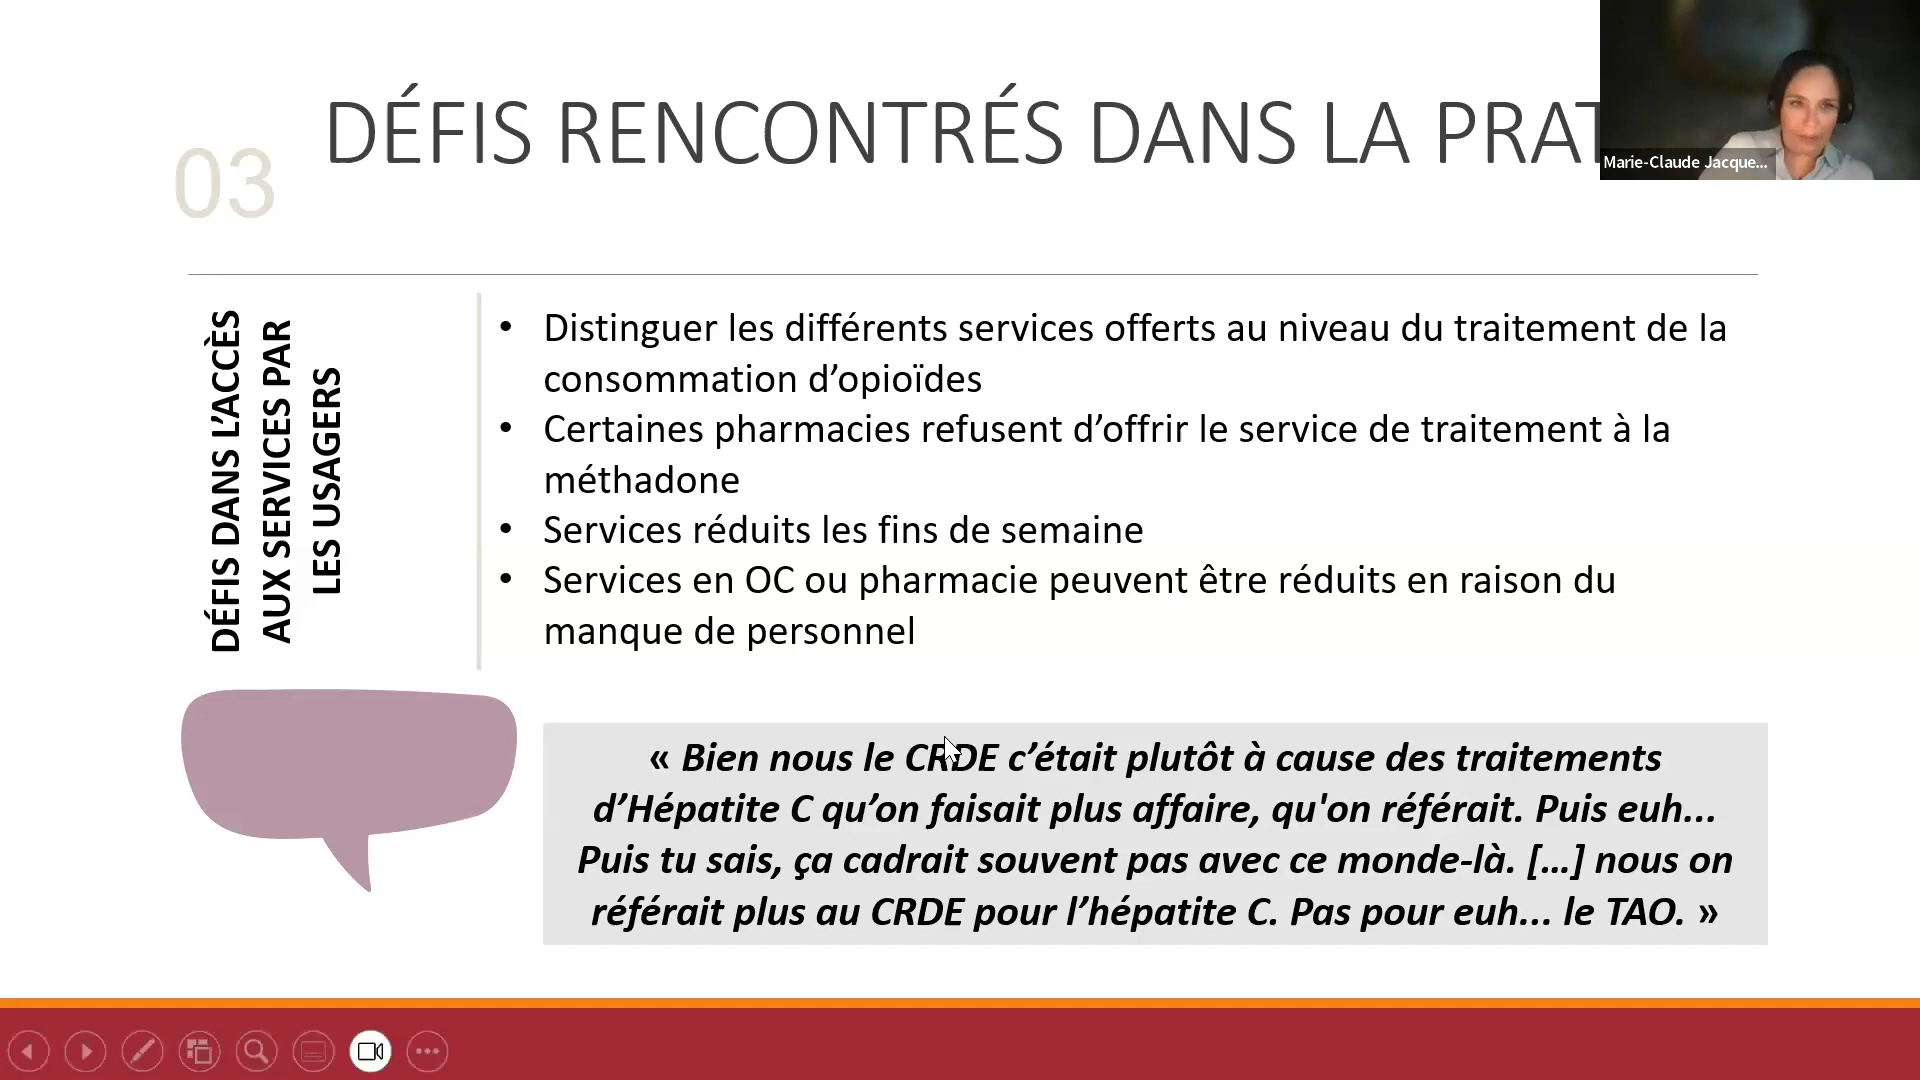 03
DÉFIS RENCONTRÉS DANS LA PRAT
Marie-Claude Jacque...
DÉFIS DANS L’ACCÈS
AUX SERVICES PAR
LES USAGERS
• Distinguer les différents services offerts au niveau du traitement de la
consommation d’opioïdes
• Certaines pharmacies refusent d’offrir le service de traitement à la
méthadone
• Services réduits les fins de semaine
• Services en OC ou pharmacie peuvent être réduits en raison du
manque de personnel
« Bien nous le CRDE c’était plutôt à cause des traitements
d’Hépatite C qu’on faisait plus affaire, qu'on référait. Puis euh...
Puis tu sais, ça cadrait souvent pas avec ce monde-là. […] nous on
référait plus au CRDE pour l’hépatite C. Pas pour euh... le TAO. »